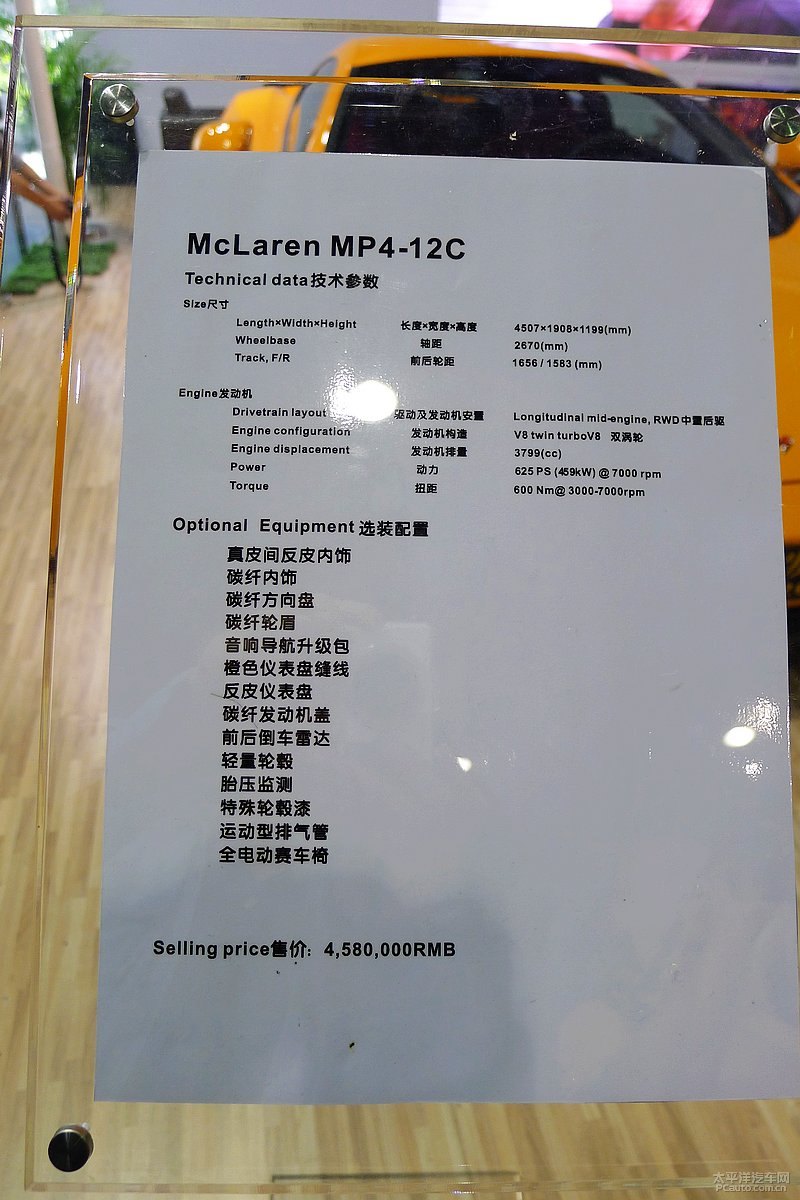 McLaren MP4-12C
Technical data技术参数
Size尺寸
Length×Width×Height 长度×宽度×高度 4507×1908×1199(mm)
Wheelbase 轴距 2670(mm)
Track, F/R 前后轮距 1656 / 1583 (mm)
Engine发动机
Drivetrain layout 驱动及发动机安置 Longitudinal mid-engine, RWD中置后驱
Engine configuration 发动机构造 V8 twin turboV8 双涡轮
Engine displacement 发动机排量 3799(cc)
Power 动力 625 PS (459kW) @ 7000 rpm
Torque 扭距 600 Nm@ 3000-7000rpm
Optional Equipment 选装配置
真皮间反皮内饰
碳纤内饰
碳纤方向盘
碳纤轮眉
音响导航升级包
橙色仪表盘缝线
反皮仪表盘
碳纤发动机盖
前后倒车雷达
轻量轮毂
胎压监测
特殊轮毂漆
运动型排气管
全电动赛车椅
Selling price售价: 4,580,000RMB
太平洋汽车网
PCauto.com.cn